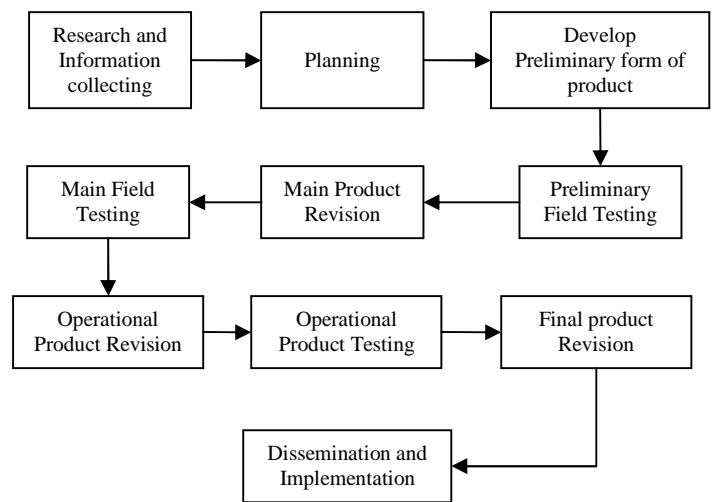 Research and
Information
collecting
Planning
Develop
Preliminary form of
product
Preliminary
Field Testing
Main Product
Revision
Main Field
Testing
Operational
Product Revision
Operational
Product Testing
Final product
Revision
Dissemination and
Implementation